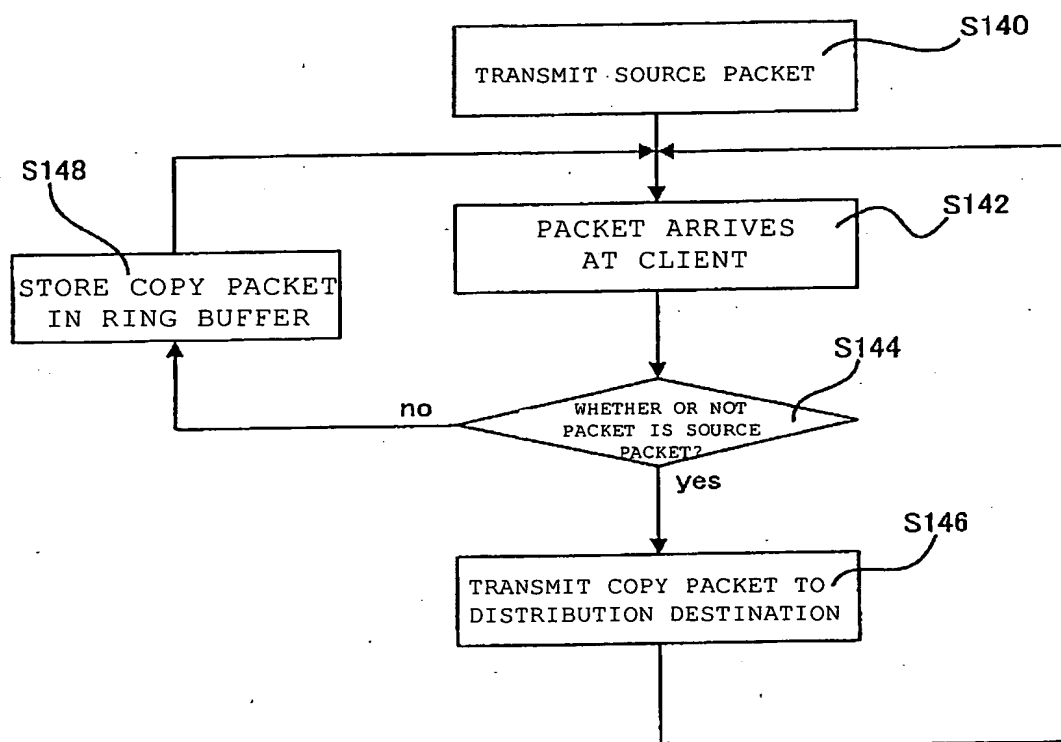 S140
TRANSMIT SOURCE PACKET
S148
S142
PACKET ARRIVES
AT CLIENT
STORE COPY PACKET
IN RING BUFFER
S144
no
WHETHER OR NOT
PACKET IS SOURCE
PACKET?
yes
S146
TRANSMIT COPY PACKET TO
DISTRIBUTION DESTINATION